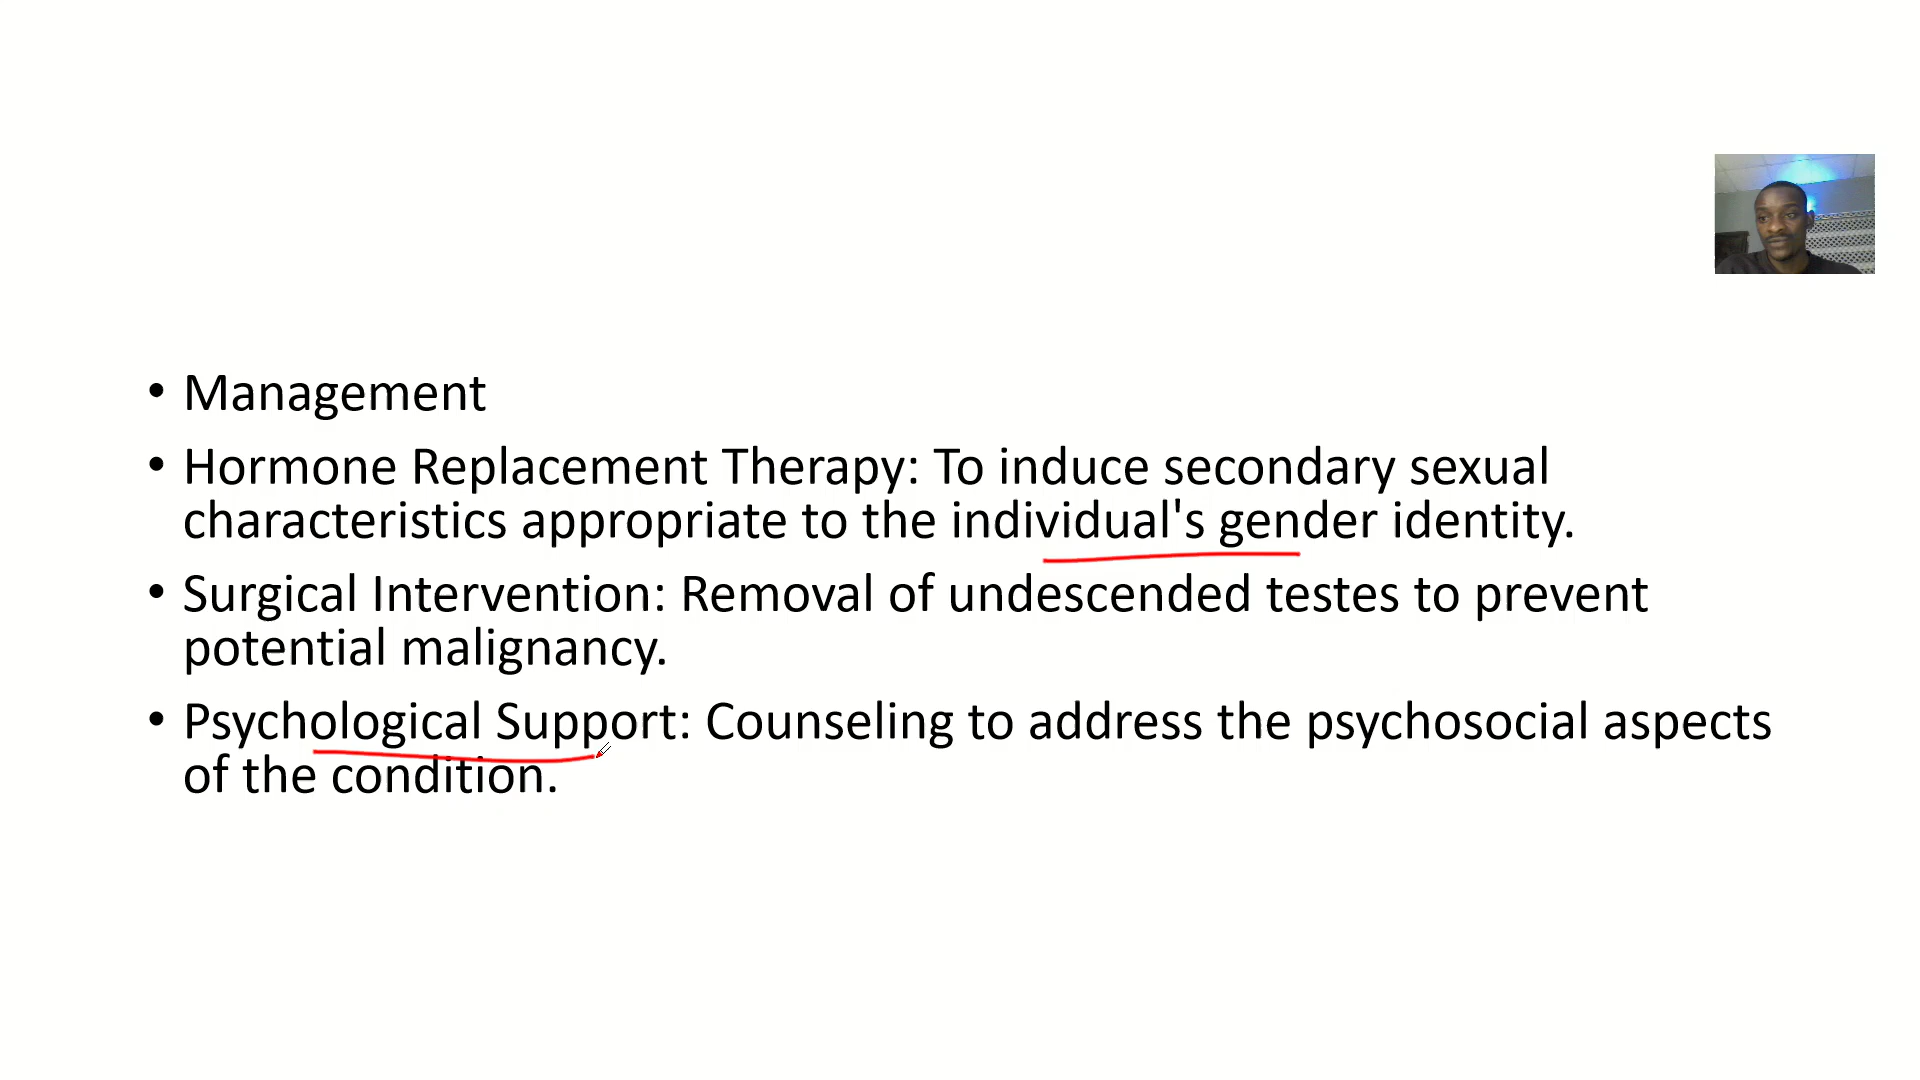 • Management
• Hormone Replacement Therapy: To induce secondary sexual
characteristics appropriate to the individual's gender identity.
• Surgical Intervention: Removal of undescended testes to prevent
potential malignancy.
• Psychological Support: Counseling to address the psychosocial aspects
of the condition.